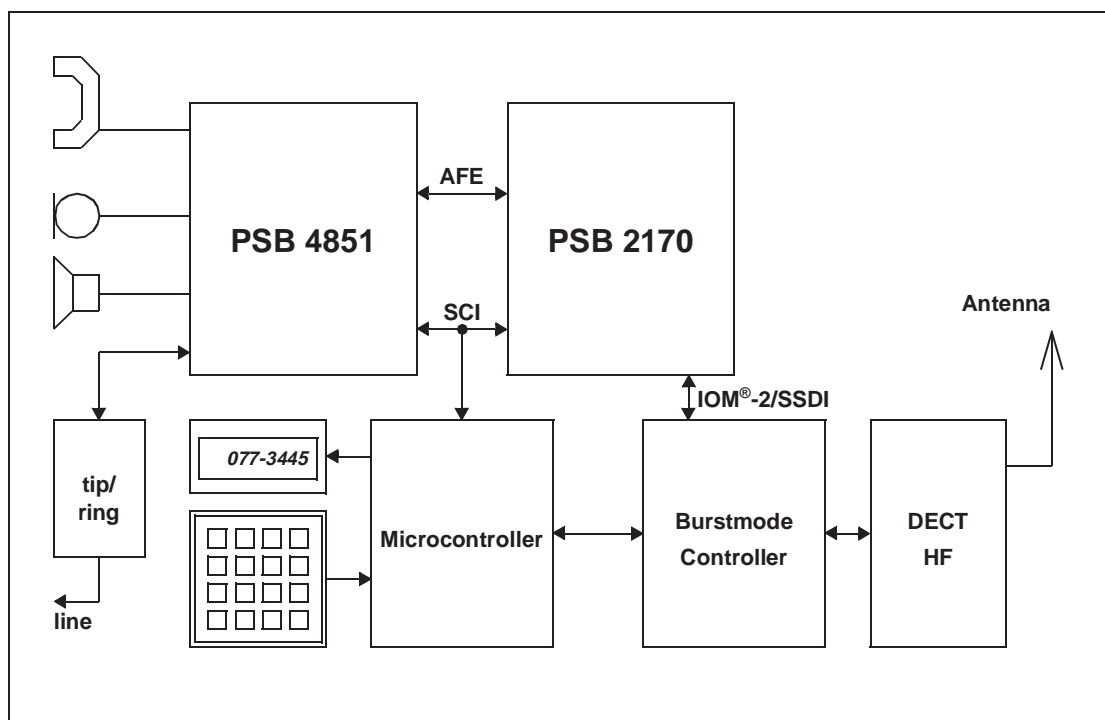 AFE
PSB 4851
PSB 2170
SCI
Antenna
IOM®-2/SSDI
077-3445
tip/
ring
Microcontroller
Burstmode
Controller
DECT
HF
line